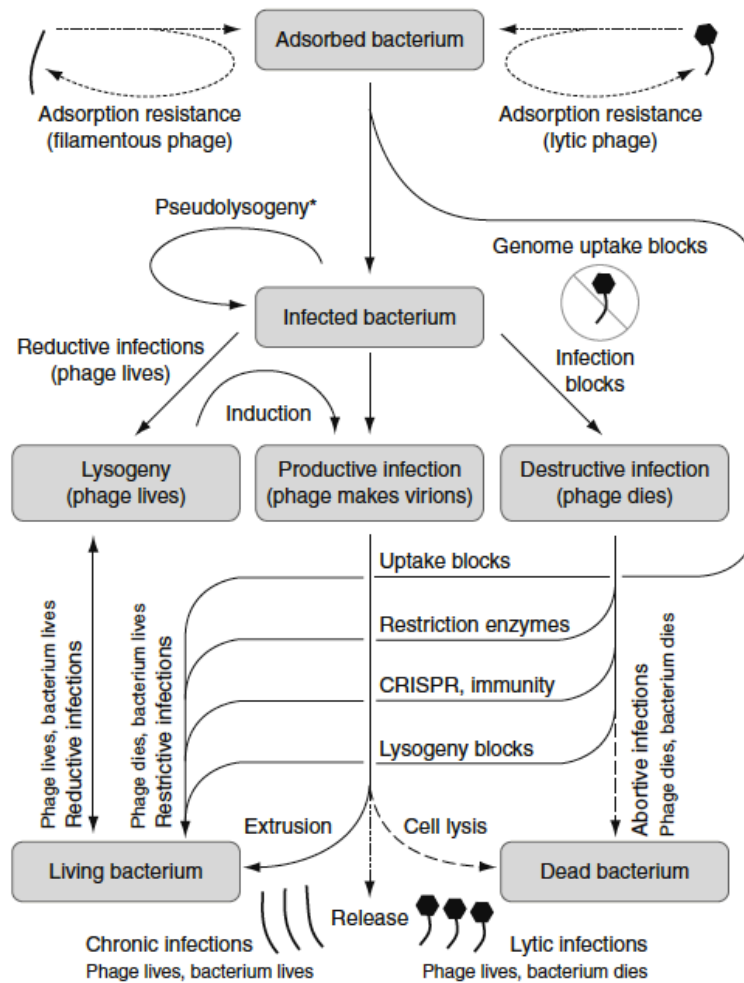 Adsorbed bacterium
Adsorption resistance
(filamentous phage)
Adsorption resistance
(lytic phage)
Pseudolysogeny*
Genome uptake blocks
Infected bacterium
Infection
blocks
Reductive infections
(phage lives)
Induction
Lysogeny
(phage lives)
Productive infection
(phage makes virions)
Destructive infection
(phage dies)
Uptake blocks
Restriction enzymes
CRISPR, immunity
Lysogeny blocks
Phage lives, bacterium lives
Reductive infections
Phage dies, bacterium lives
Restrictive infections
Abortive infections
Phage dies, bacterium dies
Extrusion
Cell lysis
Living bacterium
Dead bacterium
Release
Chronic infections
Phage lives, bacterium lives
Lytic infections
Phage lives, bacterium dies